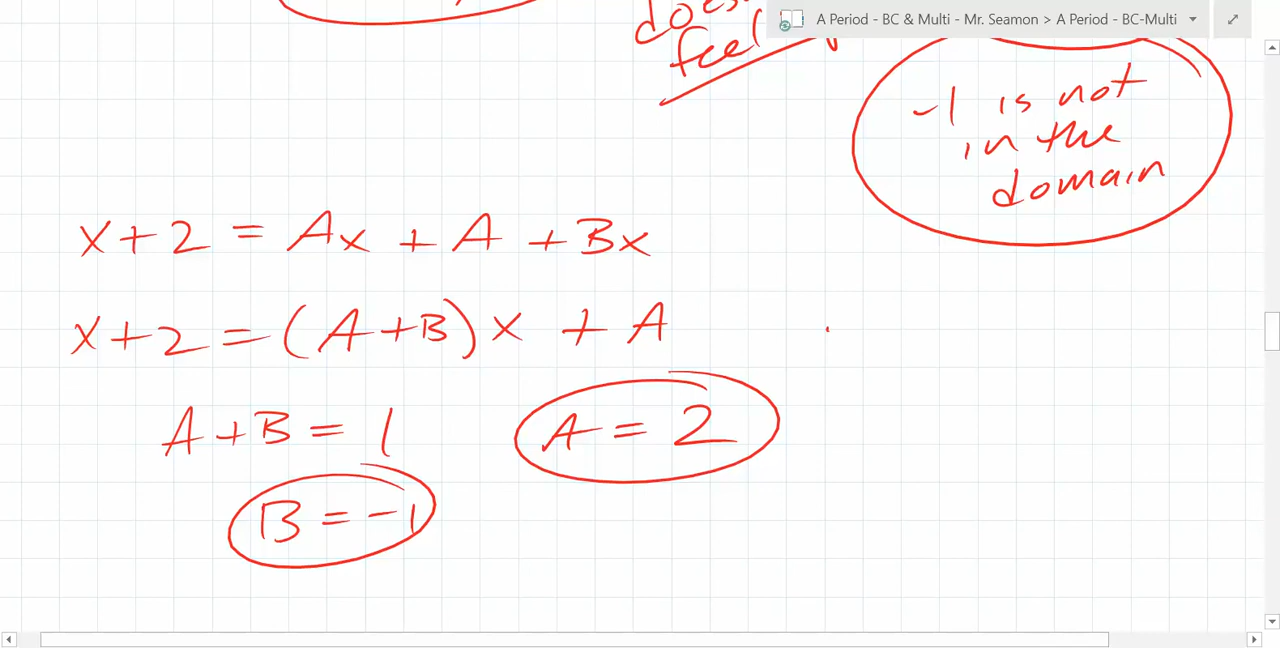 A Period - BC & Multi - Mr. Seamon > A Period - BC-Multi
feel
-1 is not
in the
domain
x+2 = Ax + A + Bx
x+2 = (A+B)x + A
A+B = 1
A = 2
B = -1